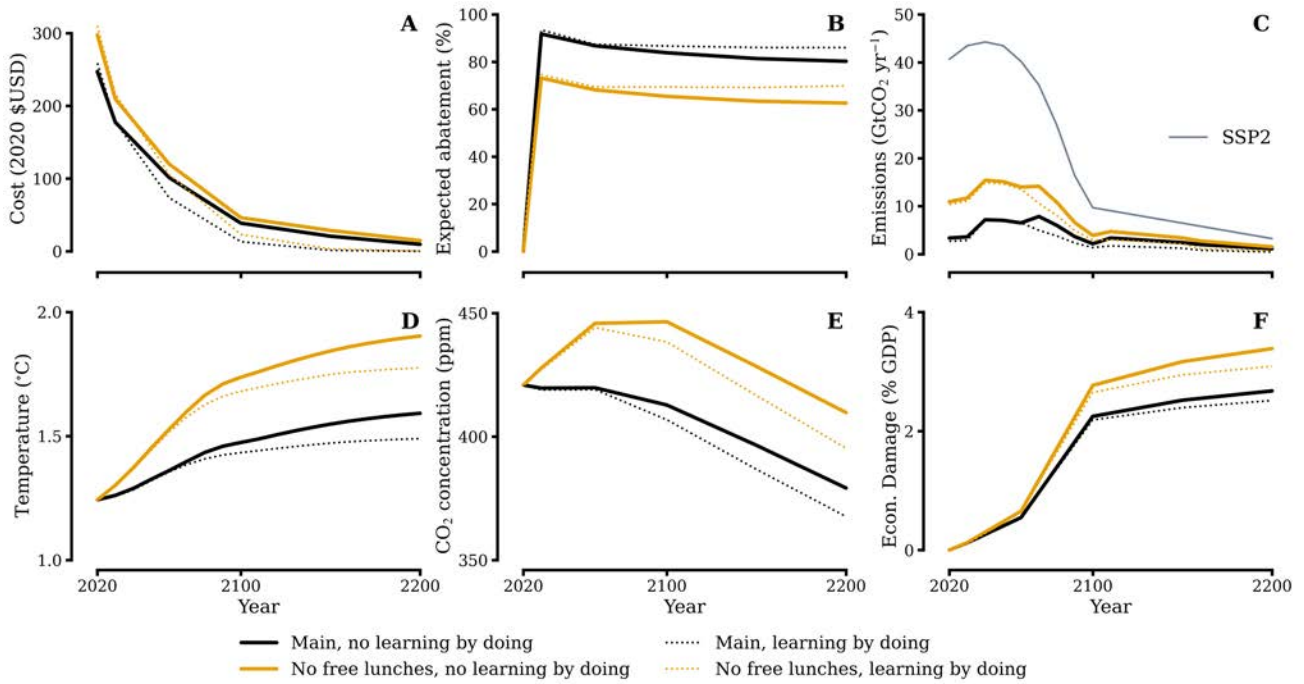 A
Cost (2020 $USD)
300
200
100
0
B
Expected abatement (%)
100
80
60
40
20
0
C
Emissions (GtCO₂ yr⁻¹)
50
40
30
20
10
0
SSP2
D
Temperature (°C)
2.0
1.5
1.0
2020 2100 2200
Year
E
CO₂ concentration (ppm)
450
400
350
2020 2100 2200
Year
F
Econ. Damage (% GDP)
4
2
0
2020 2100 2200
Year
Main, no learning by doing Main, learning by doing
No free lunches, no learning by doing No free lunches, learning by doing